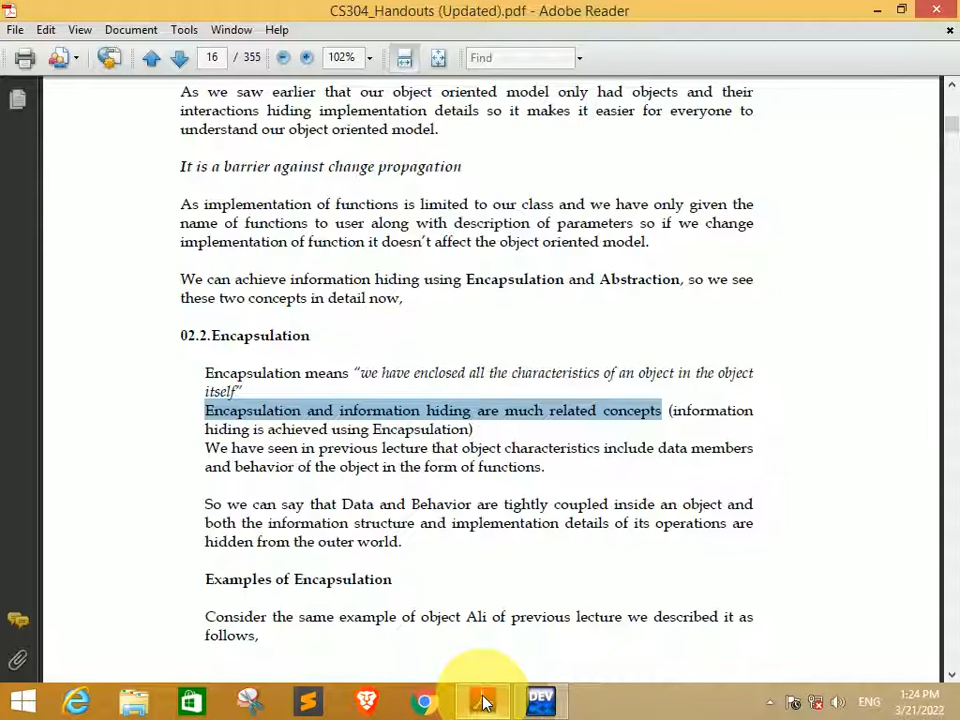 CS304_Handouts (Updated).pdf - Adobe Reader
File Edit View Document Tools Window Help
16 / 355 102% Find
As we saw earlier that our object oriented model only had objects and their
interactions hiding implementation details so it makes it easier for everyone to
understand our object oriented model.
It is a barrier against change propagation
As implementation of functions is limited to our class and we have only given the
name of functions to user along with description of parameters so if we change
implementation of function it doesn't affect the object oriented model.
We can achieve information hiding using Encapsulation and Abstraction, so we see
these two concepts in detail now,
02.2.Encapsulation
Encapsulation means “we have enclosed all the characteristics of an object in the object
itself”
Encapsulation and information hiding are much related concepts (information
hiding is achieved using Encapsulation)
We have seen in previous lecture that object characteristics include data members
and behavior of the object in the form of functions.
So we can say that Data and Behavior are tightly coupled inside an object and
both the information structure and implementation details of its operations are
hidden from the outer world.
Examples of Encapsulation
Consider the same example of object Ali of previous lecture we described it as
follows,
DEV
ENG
1:24 PM
3/21/2022